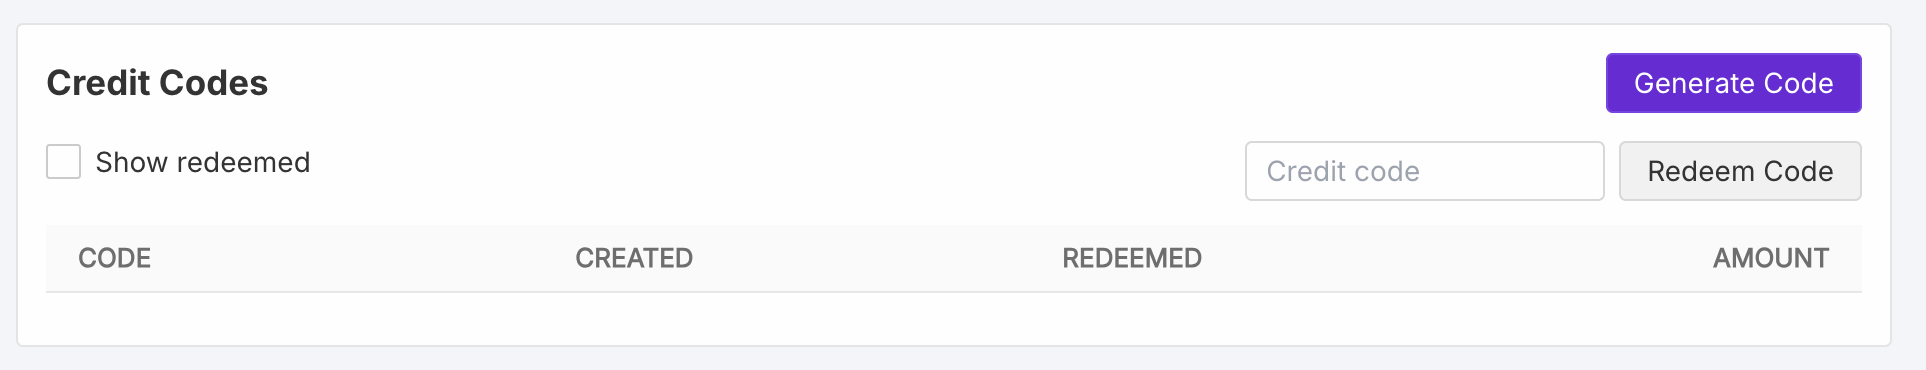 Credit Codes
Generate Code
Show redeemed
Credit code
Redeem Code
CODE CREATED REDEEMED AMOUNT